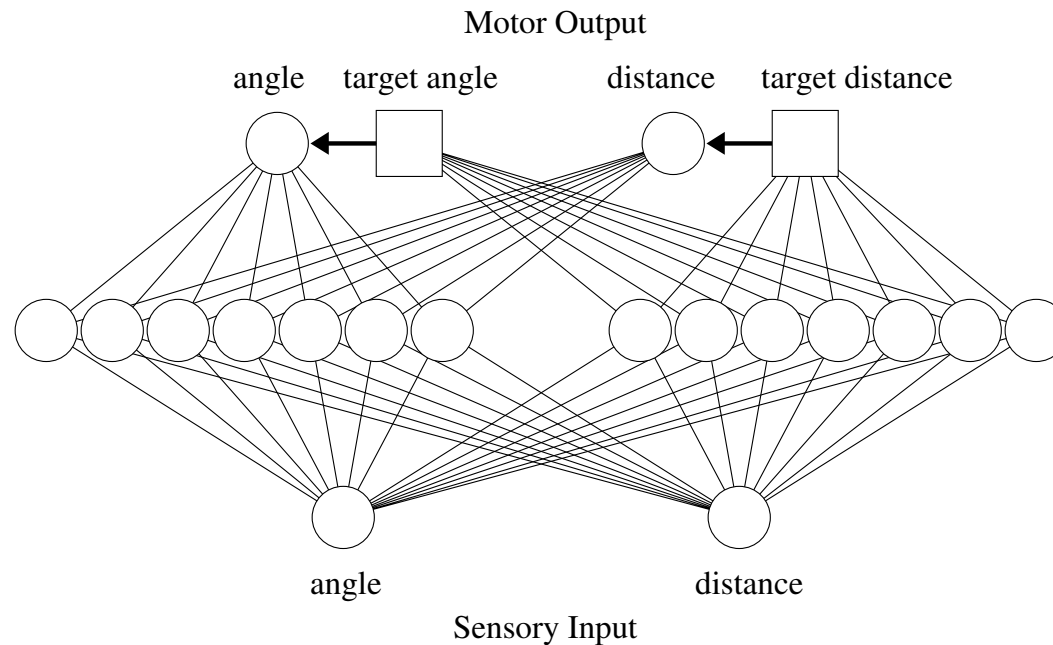 Motor Output
angle target angle distance target distance
angle distance
Sensory Input